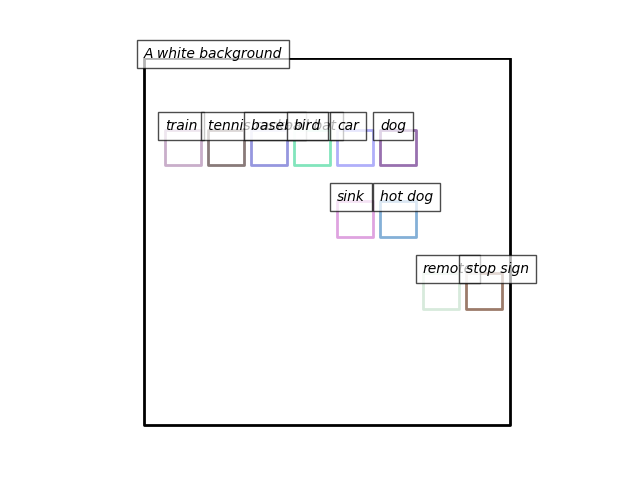 A white background
train tennis baseball bat bird car dog
sink hot dog
remote stop sign